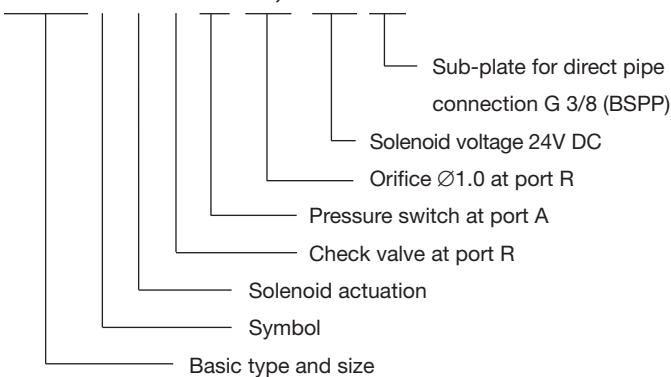 Sub-plate for direct pipe
connection G 3/8 (BSPP)
Solenoid voltage 24V DC
Orifice ∅1.0 at port R
Pressure switch at port A
Check valve at port R
Solenoid actuation
Symbol
Basic type and size